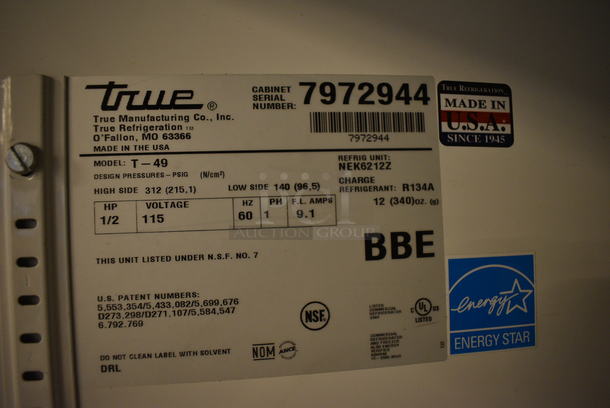 true ®
True Manufacturing Co., Inc.
True Refrigeration TM
O'Fallon, MO 63366
MADE IN THE USA
CABINET SERIAL NUMBER: 7972944
7972944
MODEL: T-49
REFRIG UNIT: NEK6212Z
DESIGN PRESSURES-PSIG (N/cm²)
CHARGE
HIGH SIDE 312 (215,1) LOW SIDE 140 (96,5) REFRIGERANT: R134A
12 (340)oz. (g)
HP VOLTAGE HZ PH F.L. AMPS
1/2 115 60 1 9.1
BBE
THIS UNIT LISTED UNDER N.S.F. NO. 7
U.S. PATENT NUMBERS:
5,553,354/5,433,082/5,699,676
D273,298/D271,107/5,584,547
6.792.769
NSF.
UL LISTED
C US
DO NOT CLEAN LABEL WITH SOLVENT
DRL
NOM ANCE
TRUE REFRIGERATION
MADE IN
U.S.A.
SINCE 1945
energy
ENERGY STAR
AUCTION GROUP